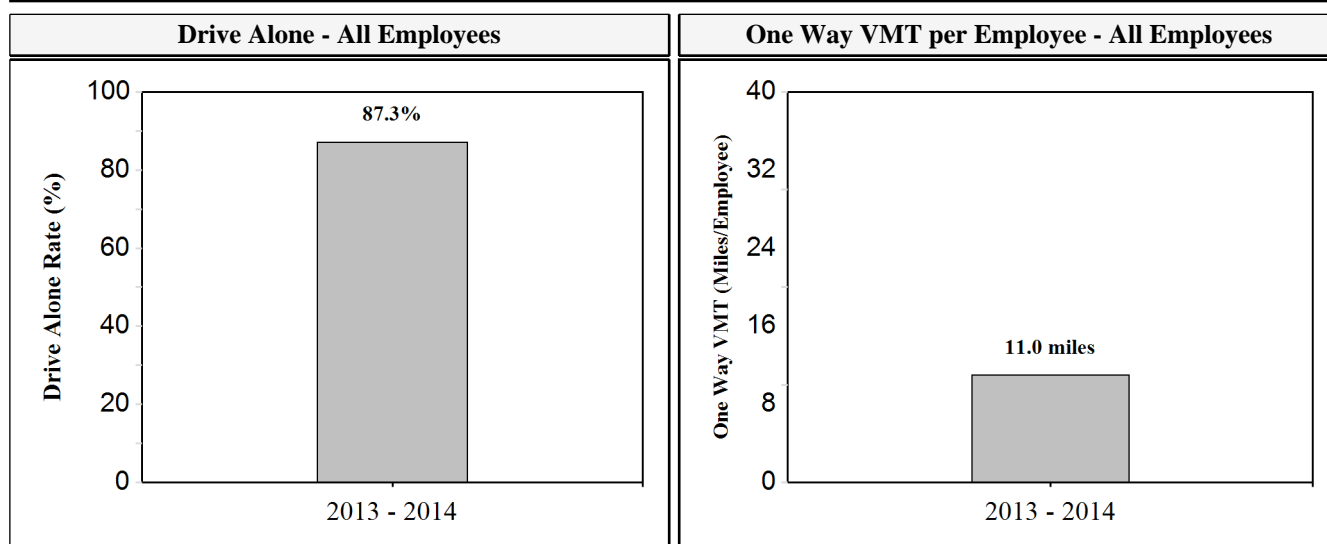 Drive Alone - All Employees
One Way VMT per Employee - All Employees
Drive Alone Rate (%)
100
80
60
40
20
0
87.3%
2013 - 2014
One Way VMT (Miles/Employee)
40
32
24
16
8
0
11.0 miles
2013 - 2014